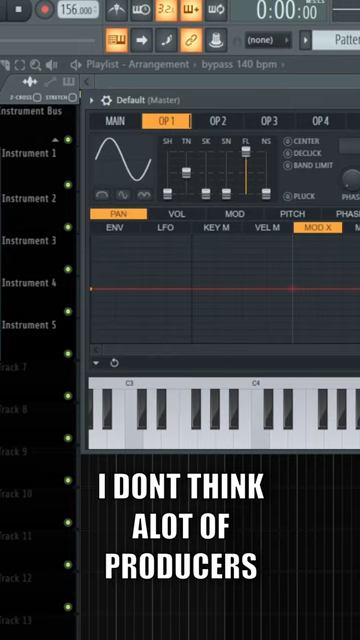 156.000
3.2:
0:00:00
(none)
Patte
Playlist - Arrangement › bypass 140 bpm ›
Z-CROSS
STRETCH
Default (Master)
Instrument Bus
MAIN
OP 1
OP 2
OP 3
OP 4
SH
TN
SK
SN
FL
NS
CENTER
DECLICK
BAND LIMIT
PLUCK
PHAS
Instrument 1
Instrument 2
Instrument 3
Instrument 4
Instrument 5
PAN
VOL
MOD
PITCH
PHASE
ENV
LFO
KEY M
VEL M
MOD X
M
Track 7
Track 8
Track 9
Track 10
Track 11
Track 12
Track 13
C3
C4
I DONT THINK
ALOT OF
PRODUCERS